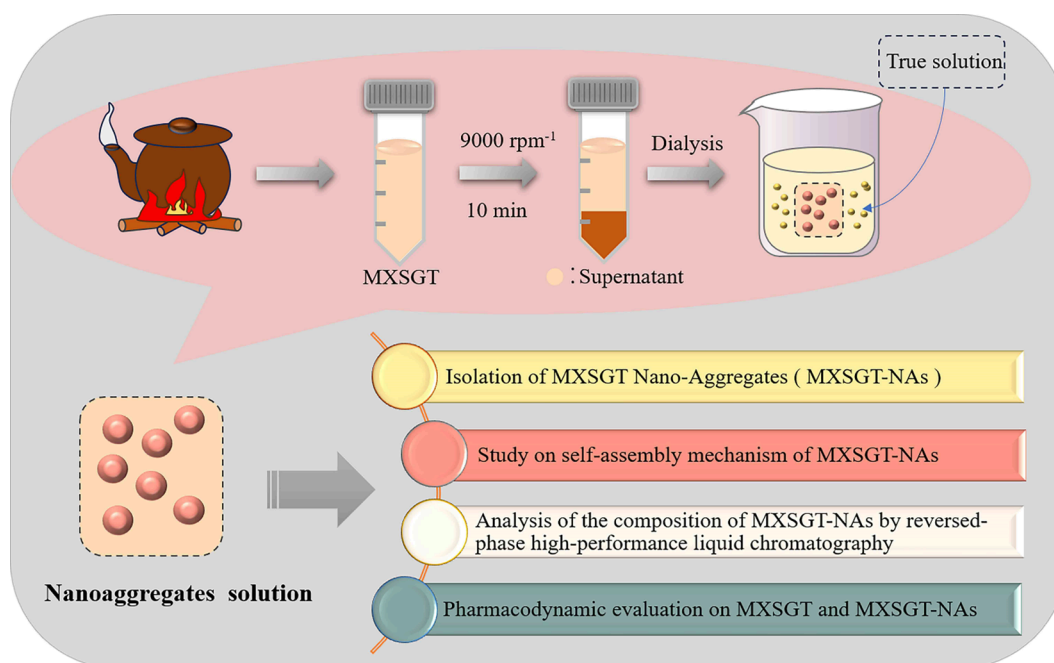 True solution
9000 rpm-1
Dialysis
10 min
MXSGT
: Supernatant
Isolation of MXSGT Nano-Aggregates ( MXSGT-NAs )
Study on self-assembly mechanism of MXSGT-NAs
Analysis of the composition of MXSGT-NAs by reversed-
phase high-performance liquid chromatography
Nanoaggregates solution
Pharmacodynamic evaluation on MXSGT and MXSGT-NAs